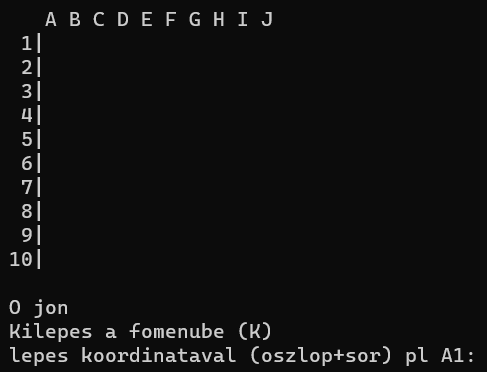 A B C D E F G H I J
1|
2|
3|
4|
5|
6|
7|
8|
9|
10|
O jon
Kilepes a fomenube (K)
lepes koordinataval (oszlop+sor) pl A1: